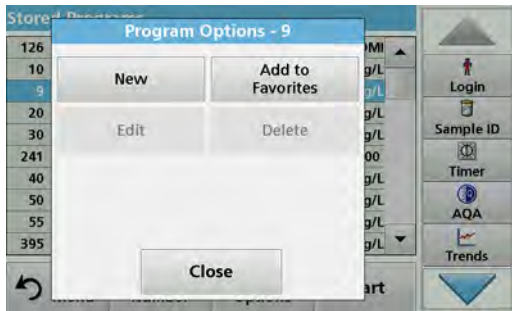 Stored Programs
Program Options - 9
126
10
9
20
30
241
40
50
55
395
g/L
g/L
g/L
g/L
00
g/L
g/L
g/L
g/L
New
Add to
Favorites
Edit
Delete
Close
Login
Sample ID
Timer
AQA
Trends